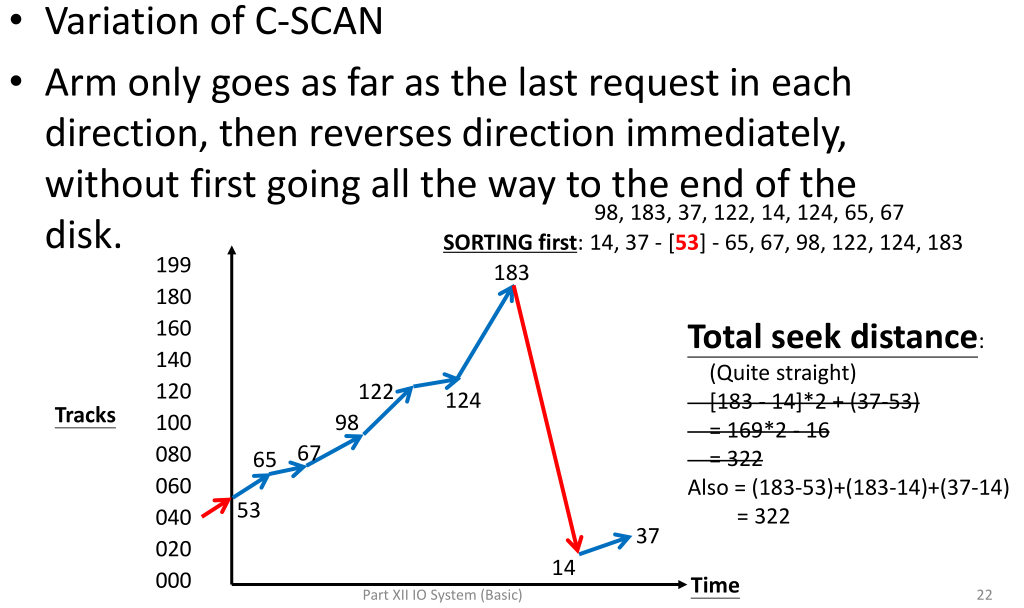 • Variation of C-SCAN
• Arm only goes as far as the last request in each
direction, then reverses direction immediately,
without first going all the way to the end of the
disk.
98, 183, 37, 122, 14, 124, 65, 67
SORTING first: 14, 37 - [53] - 65, 67, 98, 122, 124, 183
199
180
160
140
120
100
080
060
040
020
000
Tracks
53
65
67
98
122
124
183
14
37
Time
Total seek distance:
(Quite straight)
[183 - 14]*2 + (37-53)
= 169*2 - 16
= 322
Also = (183-53)+(183-14)+(37-14)
= 322
Part XII IO System (Basic)
22